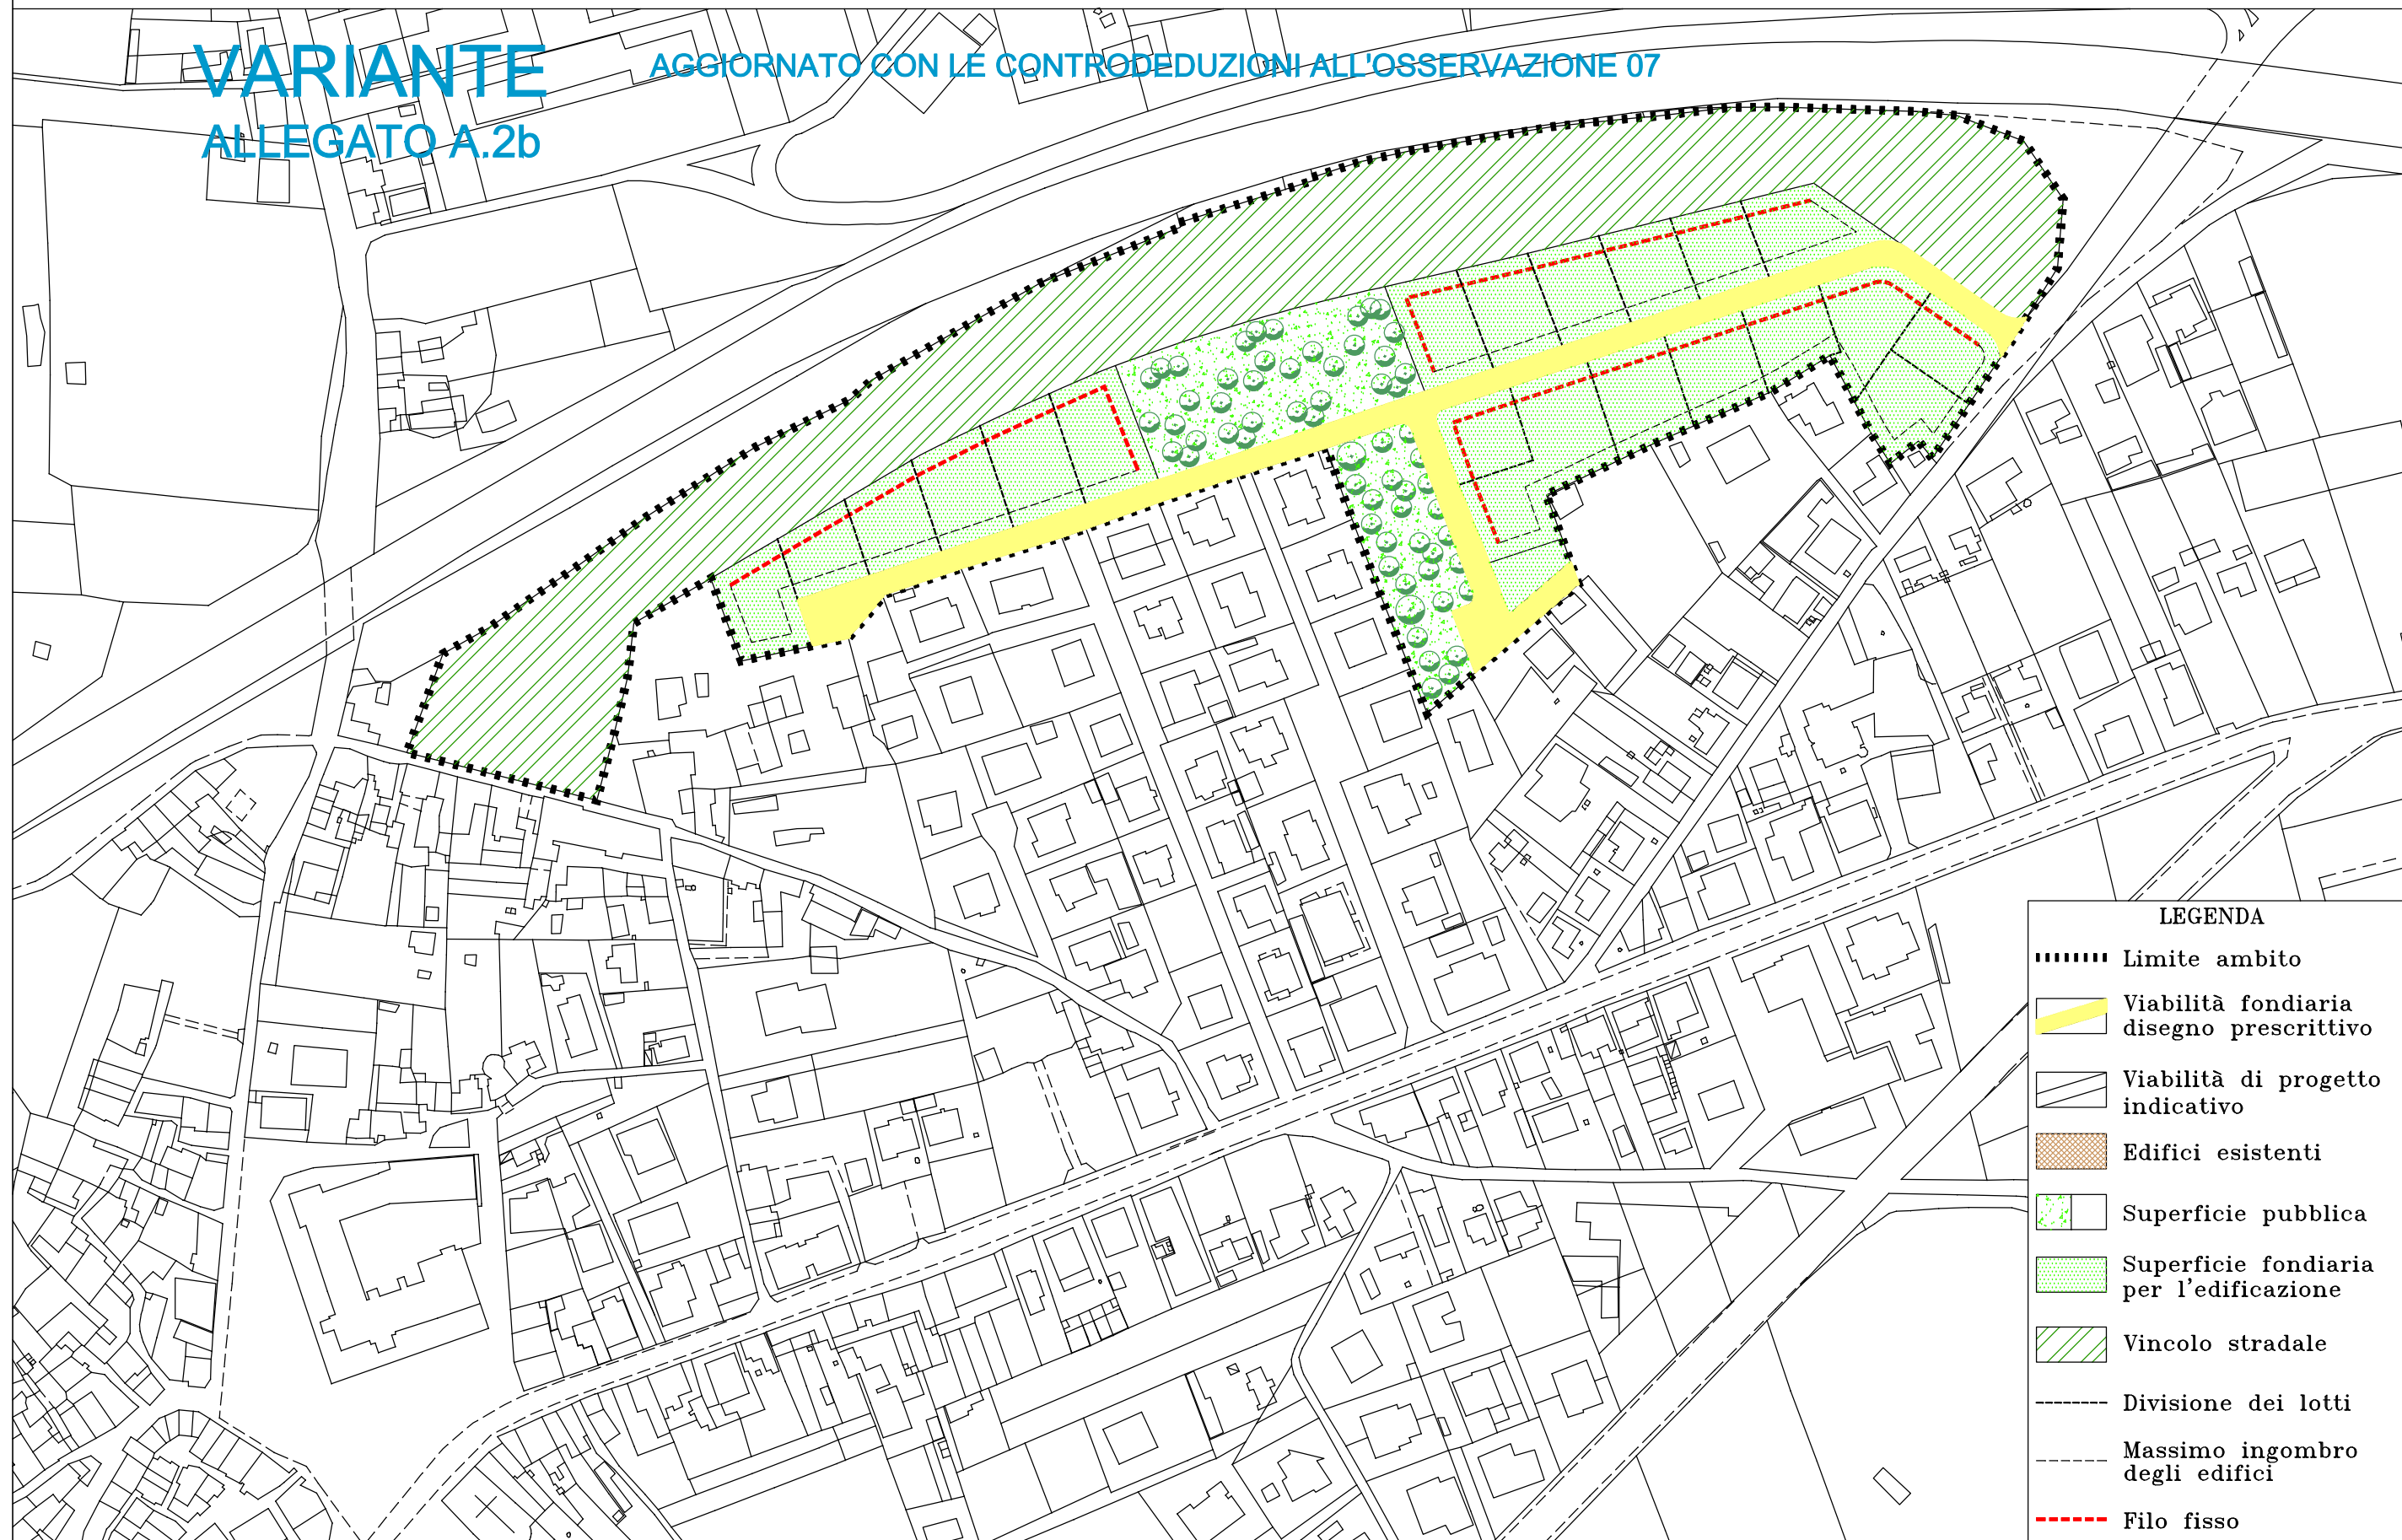 VARIANTE
AGGIORNATO CON LE CONTRODEDUZIONI ALL'OSSERVAZIONE 07
ALLEGATO A.2b
LEGENDA
Limite ambito
Viabilità fondiaria
disegno prescrittivo
Viabilità di progetto
indicativo
Edifici esistenti
Superficie pubblica
Superficie fondiaria
per l'edificazione
Vincolo stradale
Divisione dei lotti
Massimo ingombro
degli edifici
Filo fisso